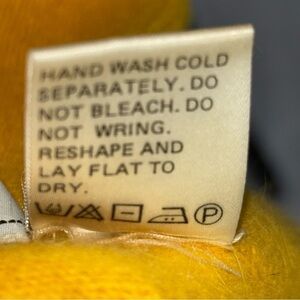 HAND WASH COLD
SEPARATELY. DO
NOT BLEACH. DO
NOT WRING.
RESHAPE AND
LAY FLAT TO
DRY.
P